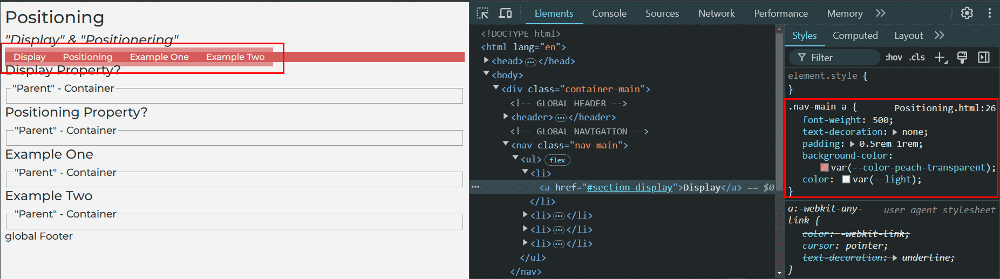 Positioning
"Display" & "Positionering"
Display Positioning Example One Example Two
Display Property?
"Parent" - Container
Positioning Property?
"Parent" - Container
Example One
"Parent" - Container
Example Two
"Parent" - Container
global Footer
Elements Console Sources Network Performance Memory
<!DOCTYPE html>
<html lang="en">
<head> ... </head>
<body>
<div class="container-main">
<!-- GLOBAL HEADER -->
<header> ... </header>
<!-- GLOBAL NAVIGATION -->
<nav class="nav-main">
<ul> flex
<li>
... <a href="#section-display">Display</a> == $0
</li>
<li> ... </li>
<li> ... </li>
<li> ... </li>
</ul>
</nav>
Styles Computed Layout
Filter :hov .cls
element.style {
}
.nav-main a { Positioning.html:26
font-weight: 500;
text-decoration: none;
padding: 0.5rem 1rem;
background-color:
var(--color-peach-transparent);
color: var(--light);
}
a:-webkit-any- user agent stylesheet
link {
color: -webkit-link;
cursor: pointer;
text-decoration: underline;
}